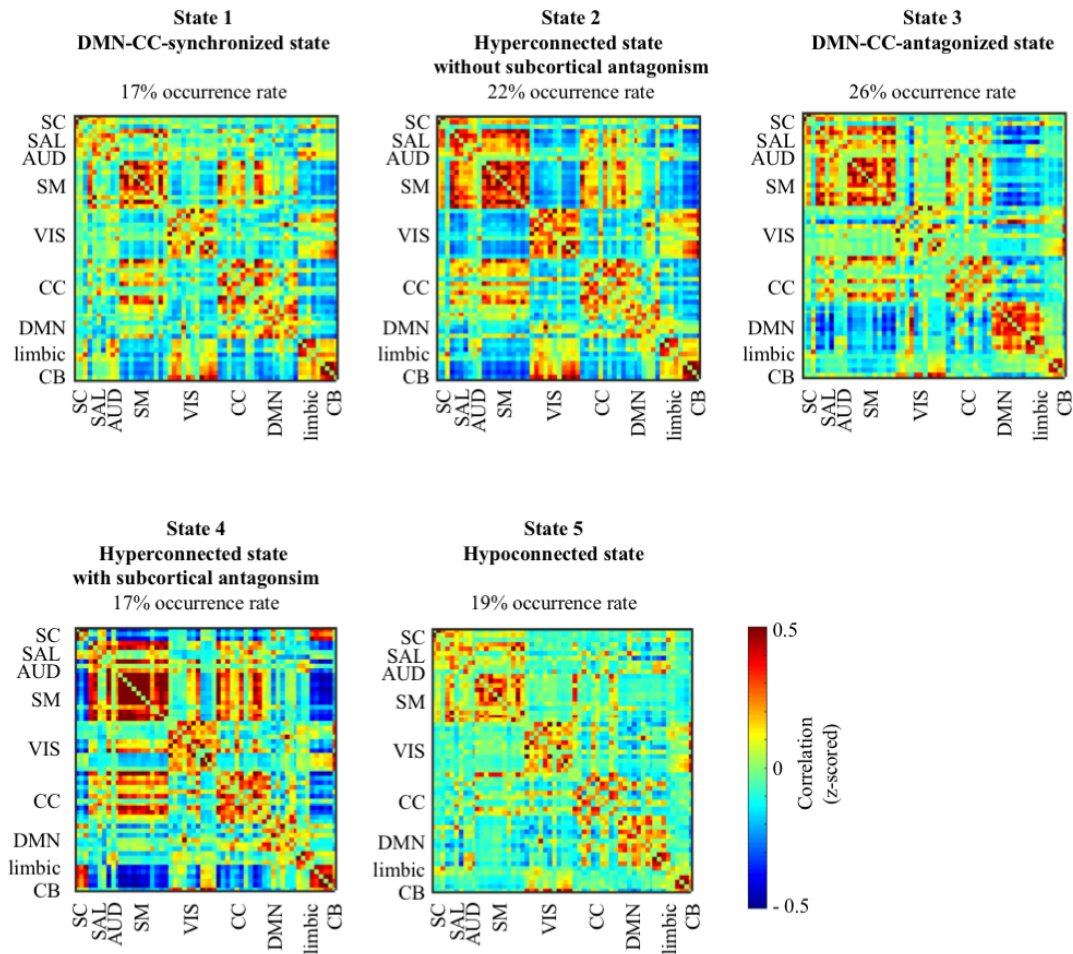 State 1
DMN-CC-synchronized state
17% occurrence rate
SC
SAL
AUD
SM
VIS
CC
DMN
limbic
CB
SC
SAL
AUD
SM
VIS
CC
DMN
limbic
CB
State 2
Hyperconnected state
without subcortical antagonism
22% occurrence rate
SC
SAL
AUD
SM
VIS
CC
DMN
limbic
CB
SC
SAL
AUD
SM
VIS
CC
DMN
limbic
CB
State 3
DMN-CC-antagonized state
26% occurrence rate
SC
SAL
AUD
SM
VIS
CC
DMN
limbic
CB
SC
SAL
AUD
SM
VIS
CC
DMN
limbic
CB
State 4
Hyperconnected state
with subcortical antagonsim
17% occurrence rate
SC
SAL
AUD
SM
VIS
CC
DMN
limbic
CB
SC
SAL
AUD
SM
VIS
CC
DMN
limbic
CB
State 5
Hypoconnected state
19% occurrence rate
SC
SAL
AUD
SM
VIS
CC
DMN
limbic
CB
SC
SAL
AUD
SM
VIS
CC
DMN
limbic
CB
0.5
0
- 0.5
Correlation
(z-scored)